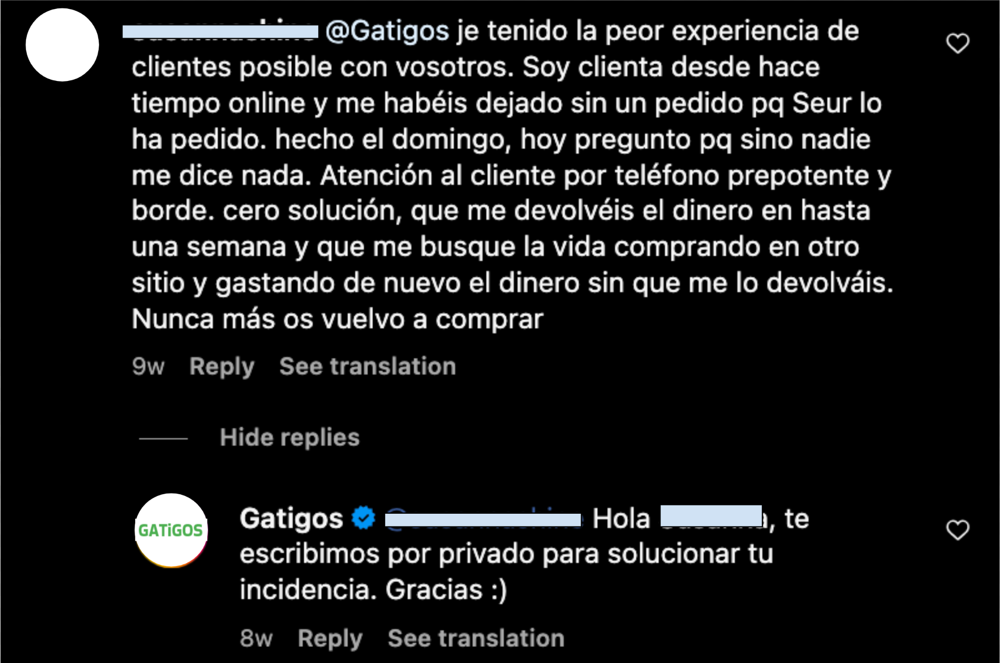 @Gatigos je tenido la peor experiencia de
clientes posible con vosotros. Soy clienta desde hace
tiempo online y me habéis dejado sin un pedido pq Seur lo
ha pedido. hecho el domingo, hoy pregunto pq sino nadie
me dice nada. Atención al cliente por teléfono prepotente y
borde. cero solución, que me devolvéis el dinero en hasta
una semana y que me busque la vida comprando en otro
sitio y gastando de nuevo el dinero sin que me lo devolváis.
Nunca más os vuelvo a comprar
9w Reply See translation
Hide replies
GATiGOS
Gatigos Hola , te
escribimos por privado para solucionar tu
incidencia. Gracias :)
8w Reply See translation